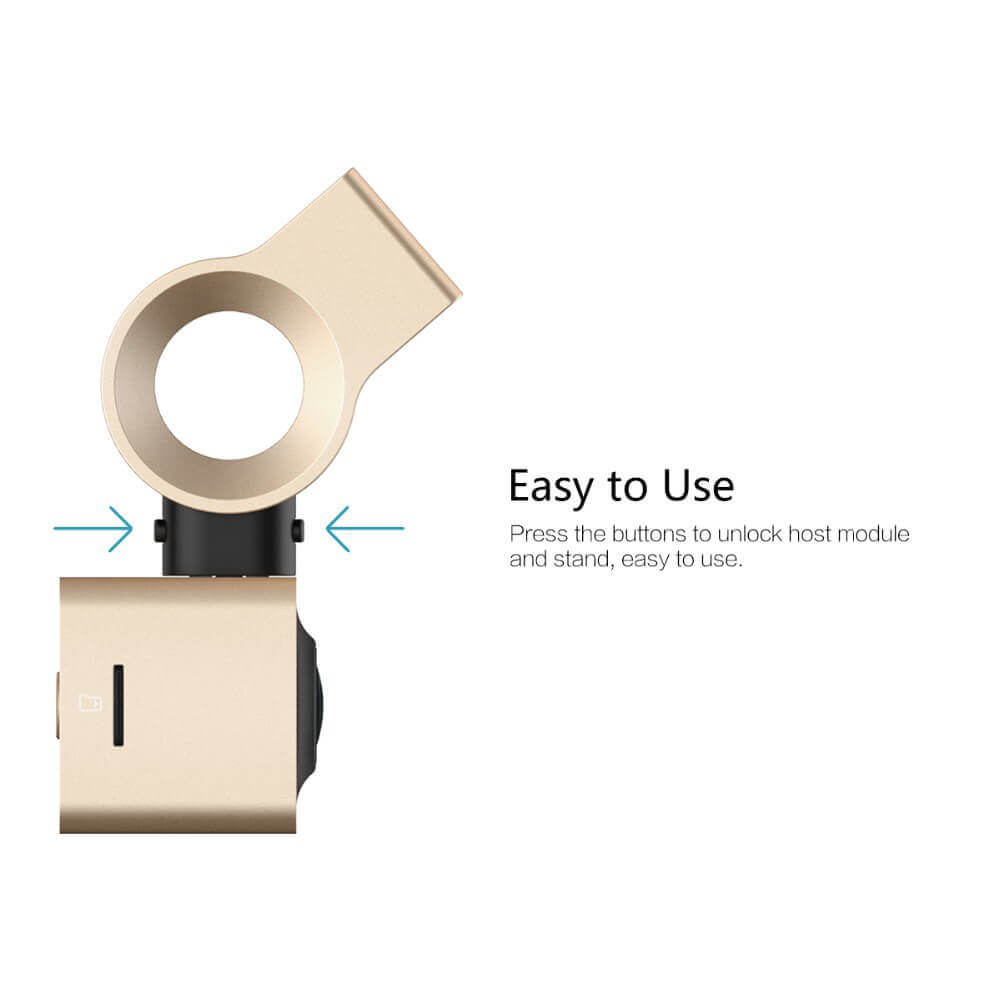 Easy to Use
Press the buttons to unlock host module
and stand, easy to use.